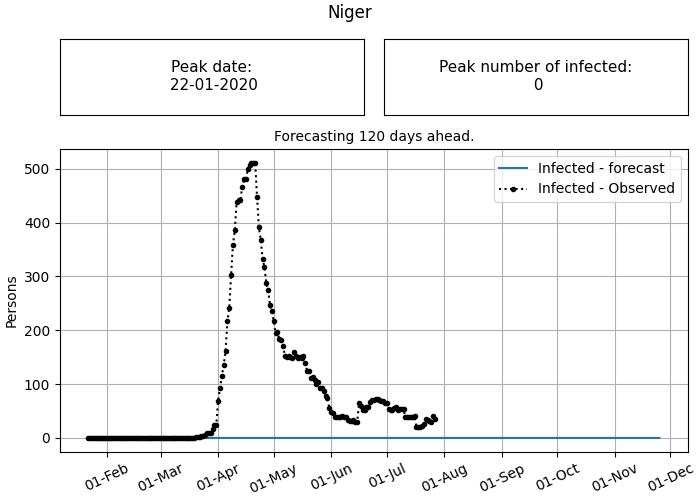 Niger
Peak date:
22-01-2020
Peak number of infected:
0
Forecasting 120 days ahead.
Infected - forecast
Infected - Observed
Persons
500
400
300
200
100
0
01-Feb
01-Mar
01-Apr
01-May
01-Jun
01-Jul
01-Aug
01-Sep
01-Oct
01-Nov
01-Dec